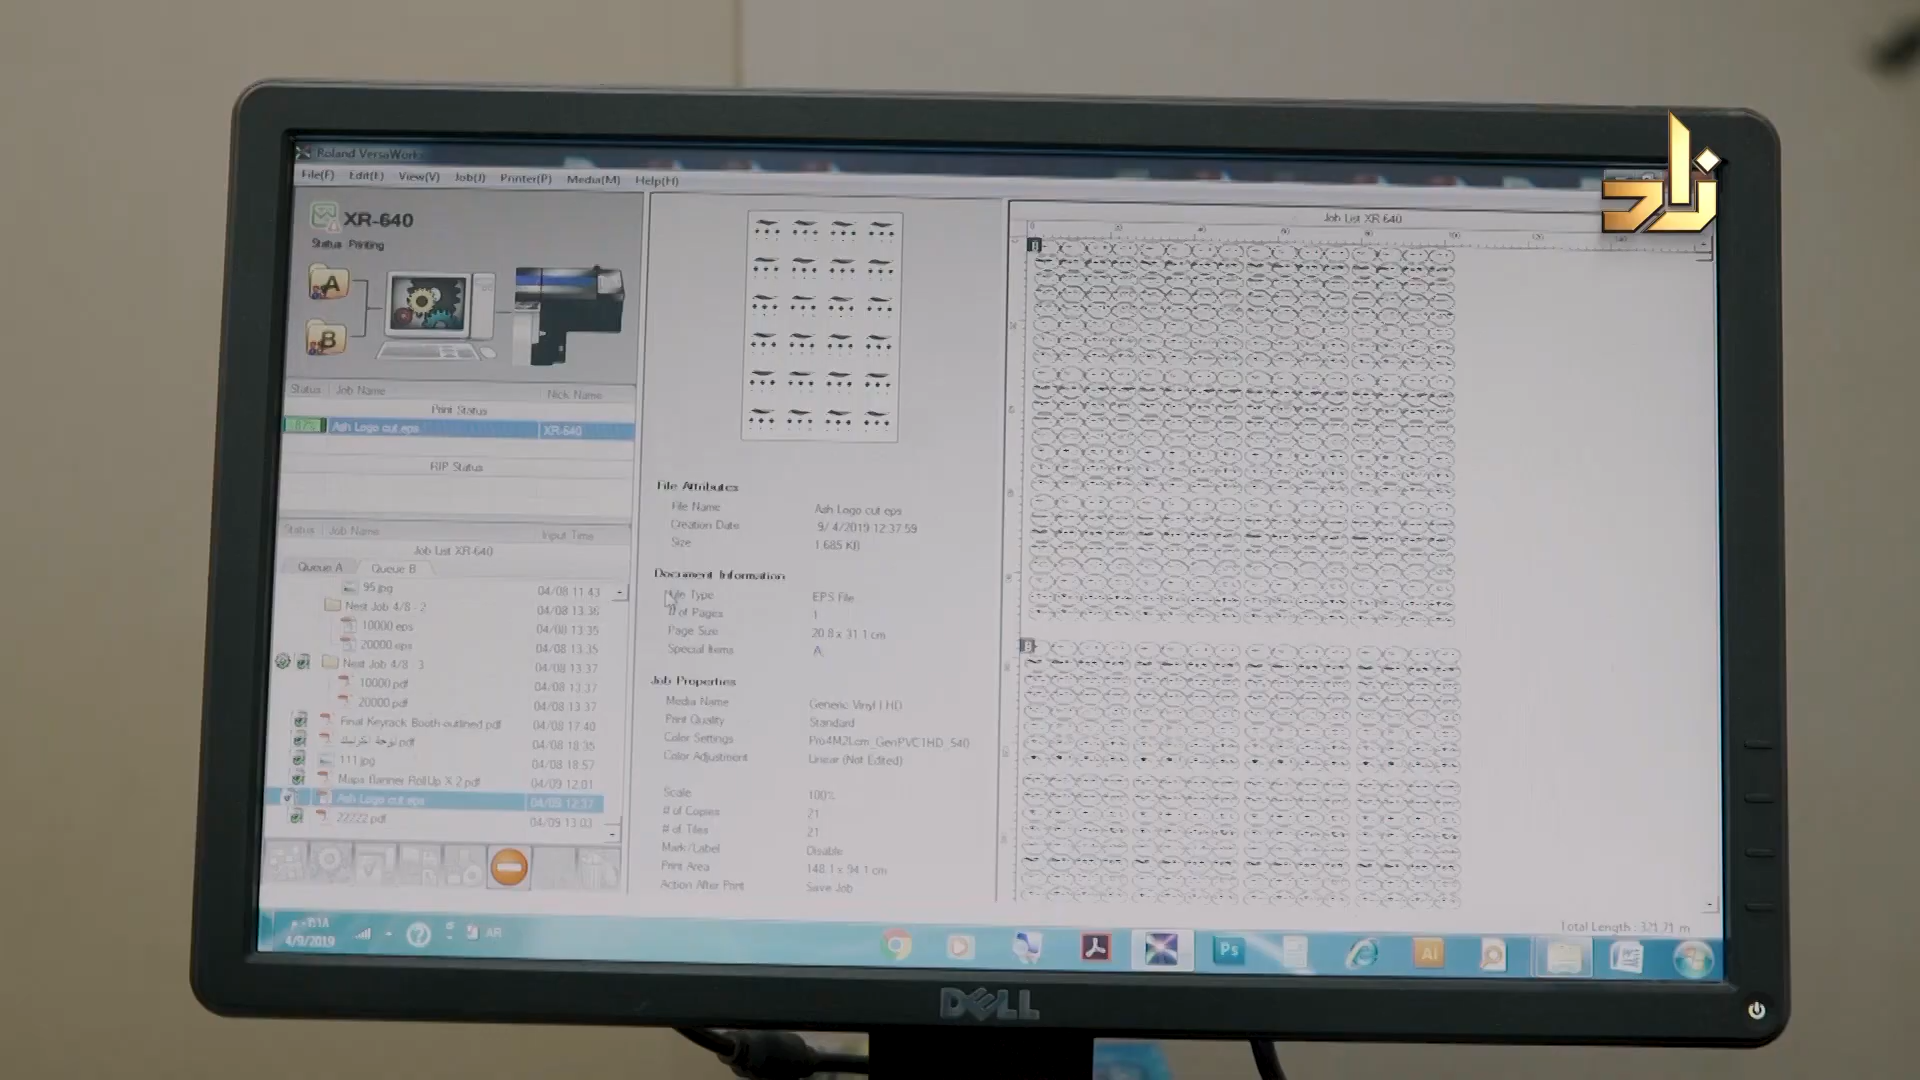 زاد
Roland VersaWorks
File(F) Edit(E) View(V) Job(J) Printer(P) Media(M) Help(H)
XR-640
Status Printing
A
B
Status Job Name Nick Name
Print Status
87% Ash Logo cut.eps XR-640
RIP Status
Status Job Name Input Time
Job List XR-640
Queue A Queue B
95.jpg 04/08 11:43
Nest Job 4/8 - 2 04/08 13:36
10000.eps 04/08 13:35
20000.eps 04/08 13:35
Nest Job 4/8 - 3 04/08 13:37
10000.pdf 04/08 13:37
20000.pdf 04/08 13:37
Final Keyrack Booth-outlined.pdf 04/08 17:40
.pdf 04/08 18:35
111.jpg 04/08 18:57
Maps Banner RollUp X 2.pdf 04/09 12:01
Ash Logo cut.eps 04/09 12:37
22222.pdf 04/09 13:03
File Attributes
File Name Ash Logo cut.eps
Creation Date 9/ 4/2019 12:37:59
Size 1.685 KB
Document Information
File Type EPS File
# of Pages 1
Page Size 20.8 x 31.1 cm
Special Items A
Job Properties
Media Name Generic Vinyl I HD
Print Quality Standard
Color Settings Pro4M2Lcm_GenPVC1HD_540
Color Adjustment Linear (Not Edited)
Scale 100%
# of Copies 21
# of Tiles 21
Mark/Label Disable
Print Area 148.1 x 94.1 cm
Action After Print Save Job
Job List XR-640
Total Length : 321.71 m
4/9/2019
AR
Ps
Ai
DELL